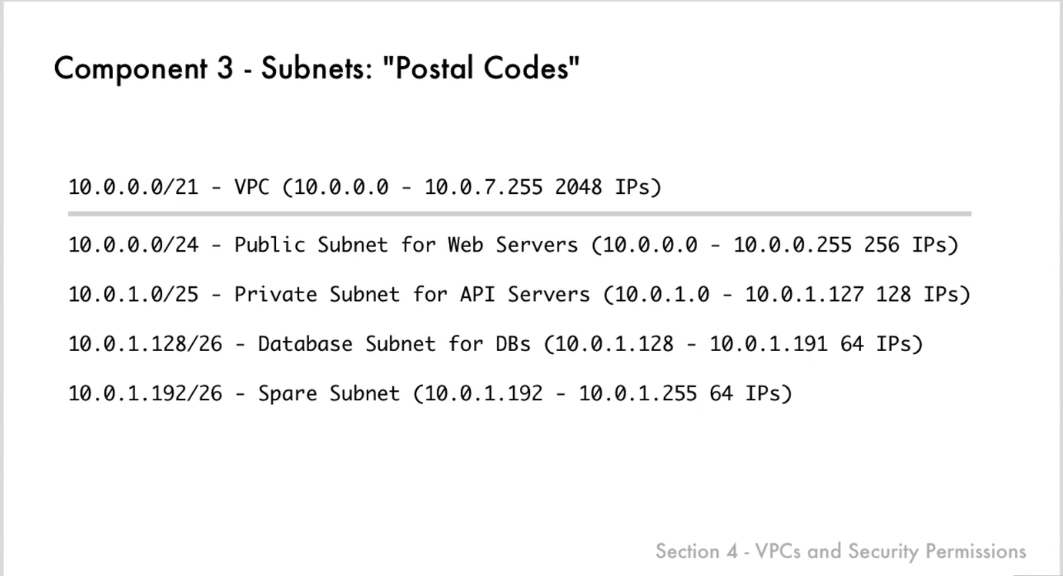 Component 3 - Subnets: "Postal Codes"
10.0.0.0/21 - VPC (10.0.0.0 - 10.0.7.255 2048 IPs)
10.0.0.0/24 - Public Subnet for Web Servers (10.0.0.0 - 10.0.0.255 256 IPs)
10.0.1.0/25 - Private Subnet for API Servers (10.0.1.0 - 10.0.1.127 128 IPs)
10.0.1.128/26 - Database Subnet for DBs (10.0.1.128 - 10.0.1.191 64 IPs)
10.0.1.192/26 - Spare Subnet (10.0.1.192 - 10.0.1.255 64 IPs)
Section 4 - VPCs and Security Permissions